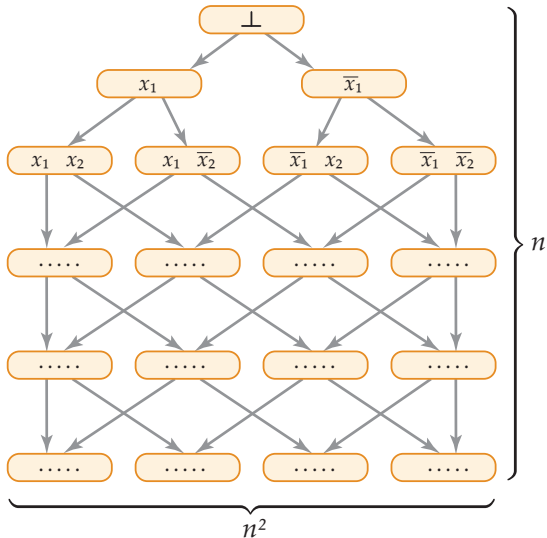 ⊥
x₁ x̅₁
x₁ x₂ x₁ x̅₂ x̅₁ x₂ x̅₁ x̅₂
..... ..... ..... .....
n
..... ..... ..... .....
..... ..... ..... .....
n²